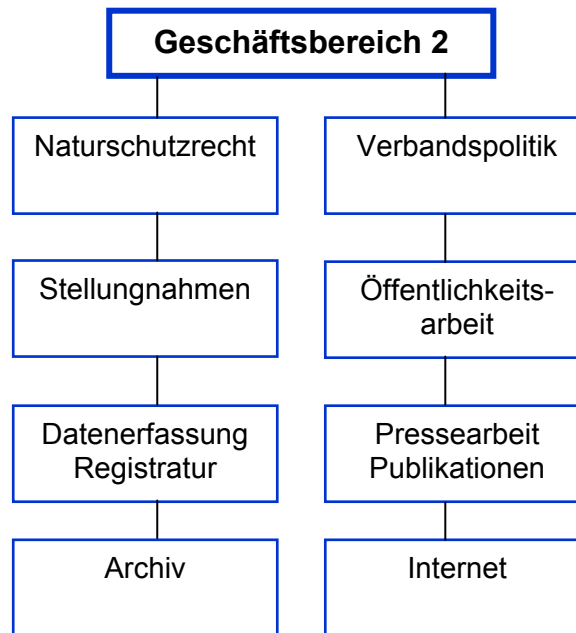 Geschäftsbereich 2
Naturschutzrecht
Verbandspolitik
Stellungnahmen
Öffentlichkeits-
arbeit
Datenerfassung
Registratur
Pressearbeit
Publikationen
Archiv
Internet